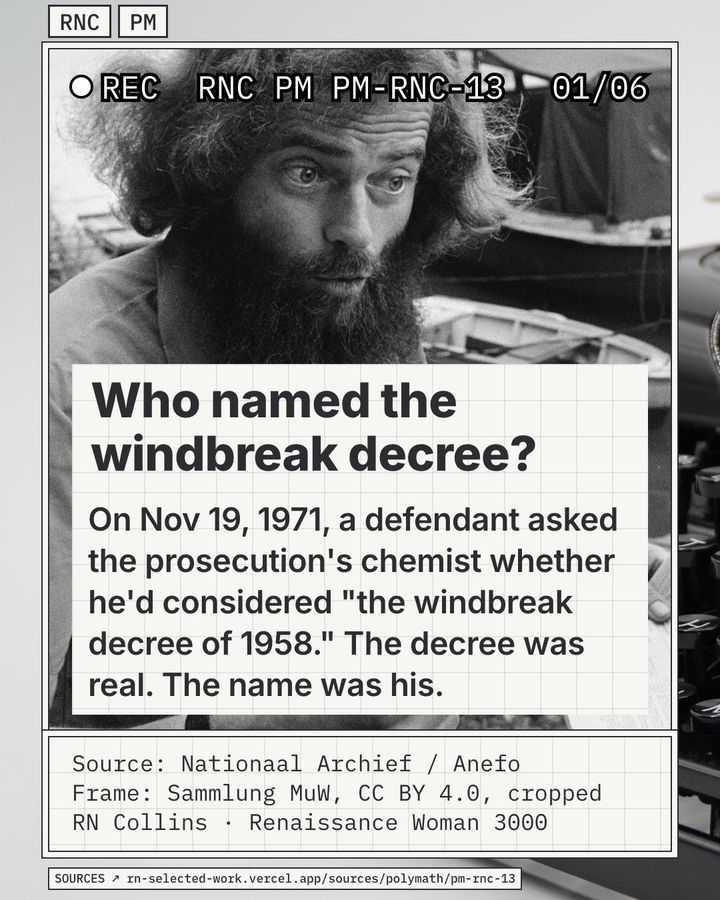 RNC PM
REC RNC PM PM-RNC-13 01/06
Who named the
windbreak decree?
On Nov 19, 1971, a defendant asked
the prosecution's chemist whether
he'd considered "the windbreak
decree of 1958." The decree was
real. The name was his.
Source: Nationaal Archief / Anefo
Frame: Sammlung MuW, CC BY 4.0, cropped
RN Collins · Renaissance Woman 3000
SOURCES ↗ rn-selected-work.vercel.app/sources/polymath/pm-rnc-13